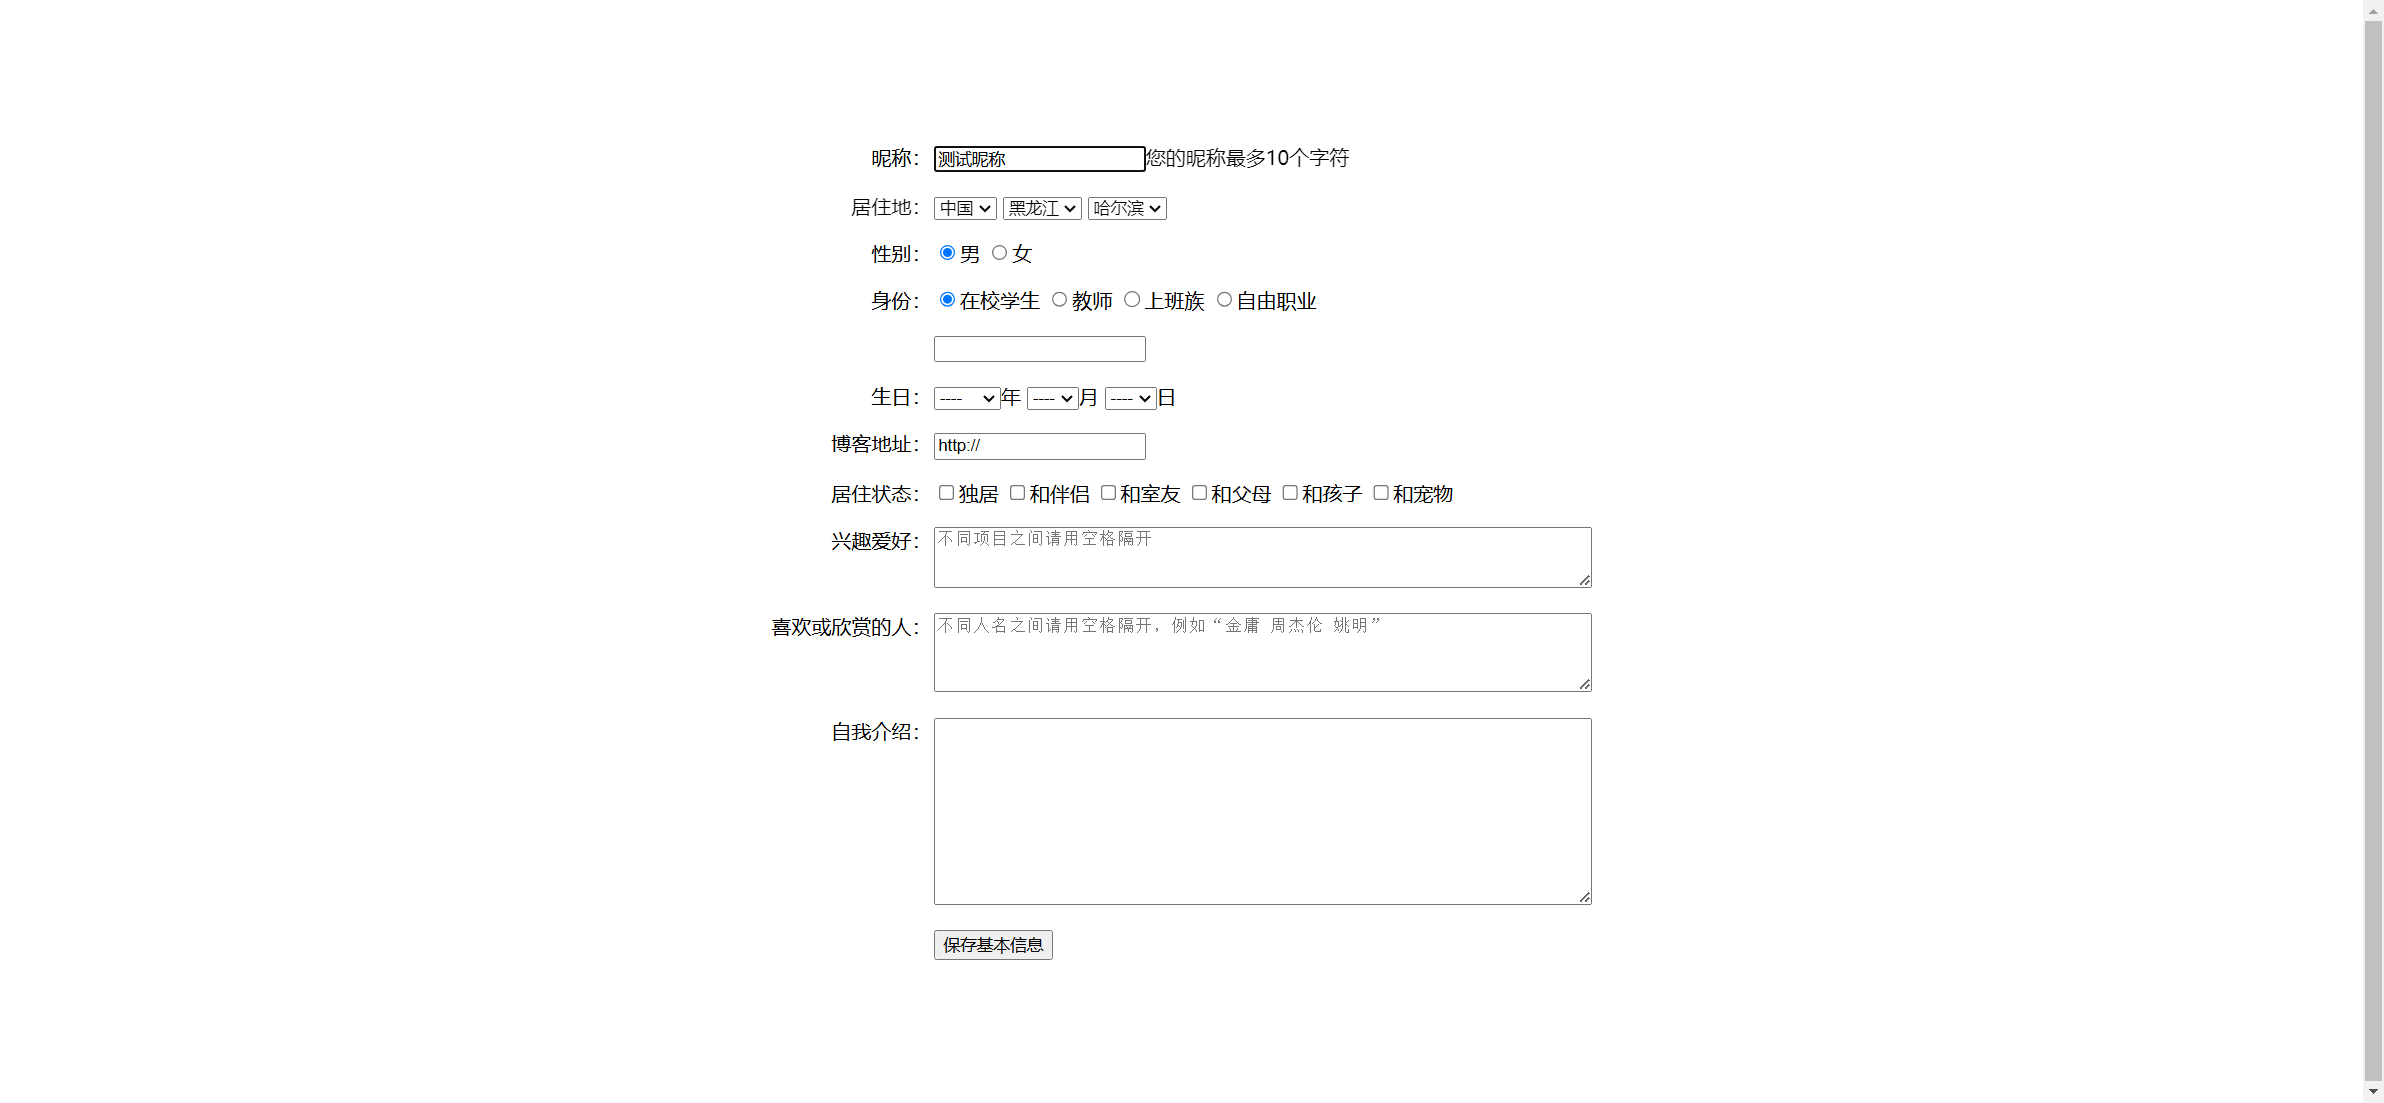 昵称： 测试昵称您的昵称最多10个字符
居住地： 中国 黑龙江 哈尔滨
性别： 男 女
身份： 在校学生 教师 上班族 自由职业
生日： ----年 ----月 ----日
博客地址： http://
居住状态： 独居 和伴侣 和室友 和父母 和孩子 和宠物
兴趣爱好： 不同项目之间请用空格隔开
喜欢或欣赏的人： 不同人名之间请用空格隔开，例如“金庸 周杰伦 姚明”
自我介绍：
保存基本信息